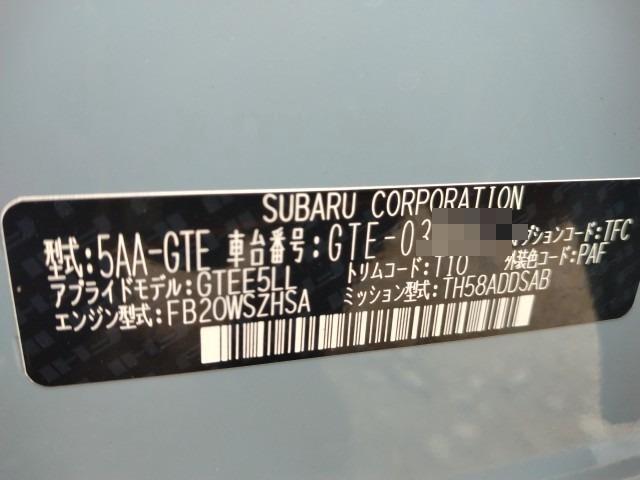 SUBARU CORPORATION
型式:5AA-GTE 車台番号:GTE-03 プションコード:TFC
アプライドモデル:GTEE5LL トリムコード:T10 外装色コード:PAF
エンジン型式:FB20WSZHSA ミッション型式:TH58ADDSAB